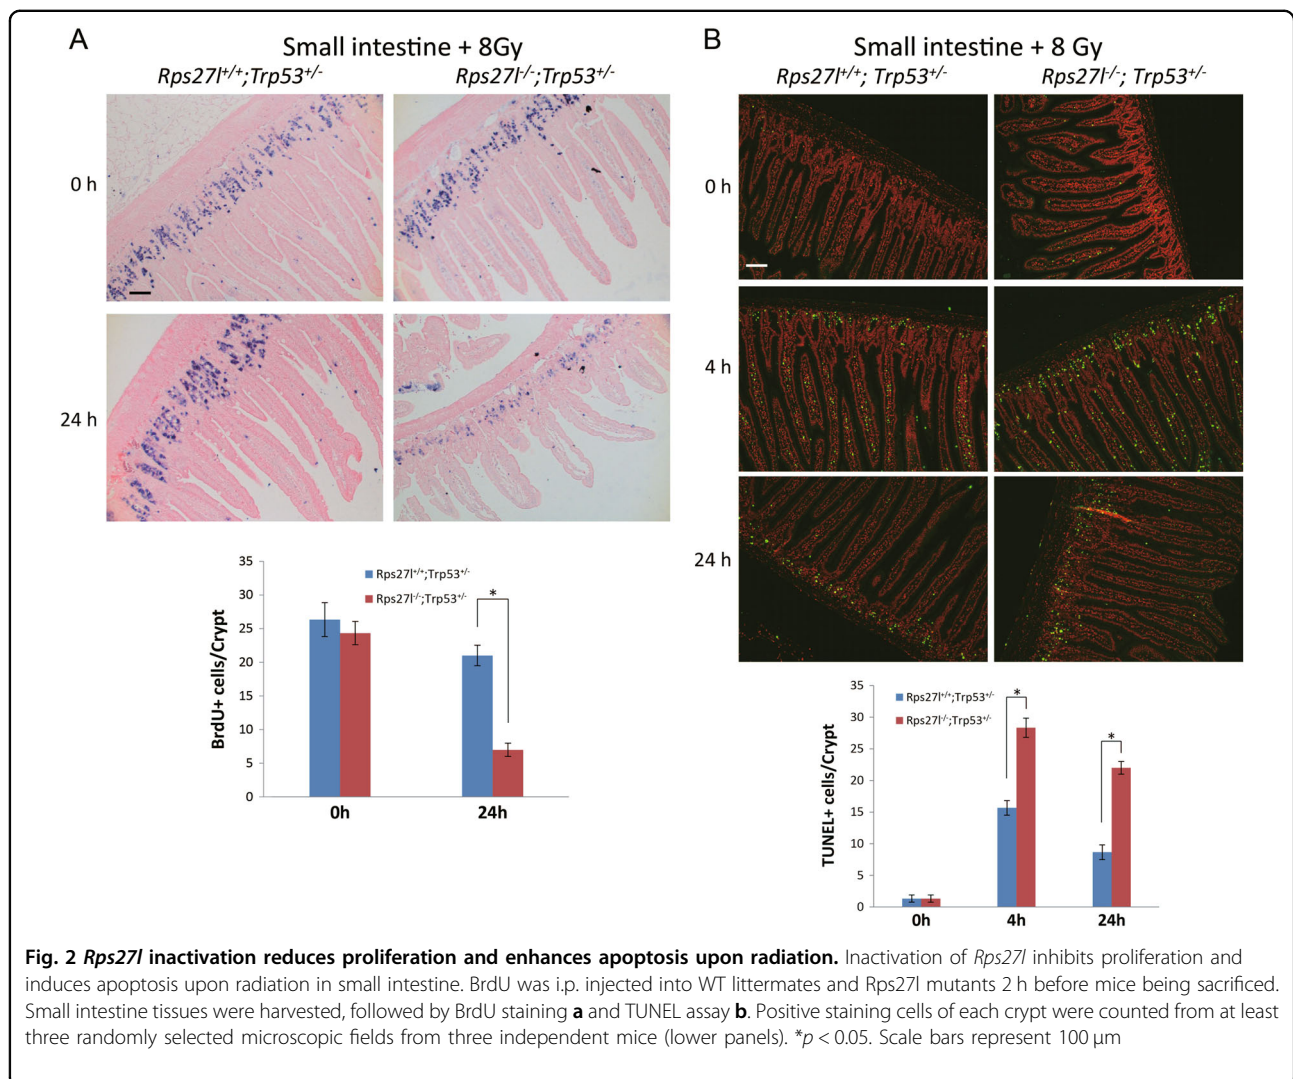 A
Small intestine + 8Gy
Rps27l+/+;Trp53+/-
Rps27l-/-;Trp53+/-
0 h
24 h
35
30
25
20
15
10
5
0
BrdU+ cells/Crypt
Rps27l+/+;Trp53+/-
Rps27l-/-;Trp53+/-
*
0h
24h
B
Small intestine + 8 Gy
Rps27l+/+; Trp53+/-
Rps27l-/-; Trp53+/-
0 h
4 h
24 h
35
30
25
20
15
10
5
0
TUNEL+ cells/Crypt
Rps27l+/+;Trp53+/-
Rps27l-/-;Trp53+/-
*
*
0h
4h
24h
Fig. 2 Rps27l inactivation reduces proliferation and enhances apoptosis upon radiation. Inactivation of Rps27l inhibits proliferation and
induces apoptosis upon radiation in small intestine. BrdU was i.p. injected into WT littermates and Rps27l mutants 2 h before mice being sacrificed.
Small intestine tissues were harvested, followed by BrdU staining a and TUNEL assay b. Positive staining cells of each crypt were counted from at least
three randomly selected microscopic fields from three independent mice (lower panels). *p < 0.05. Scale bars represent 100 µm